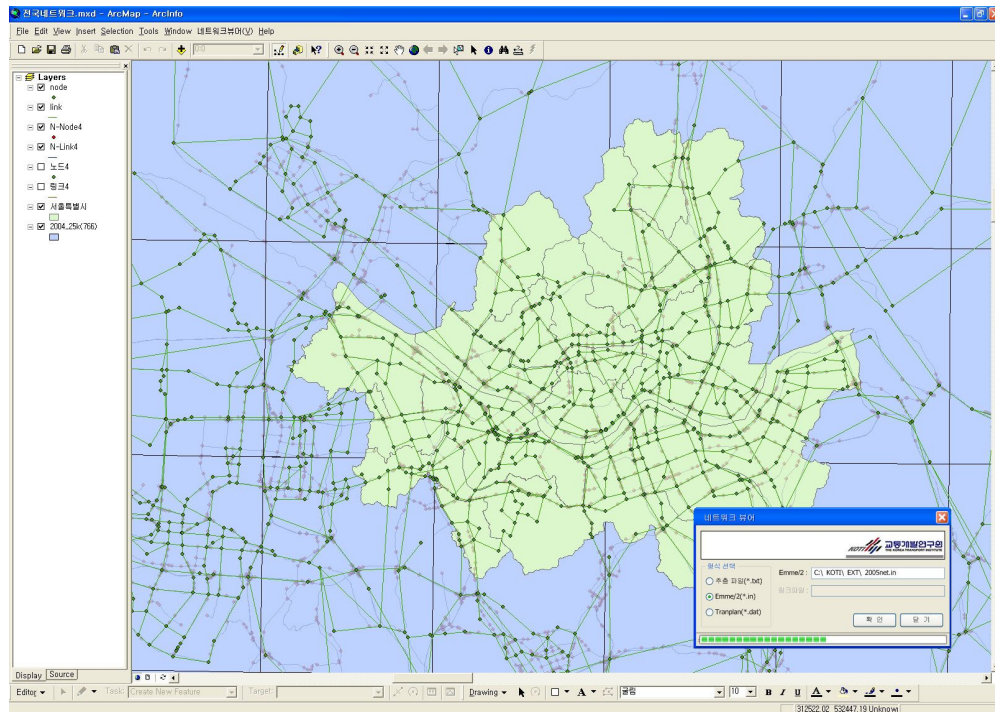 전국네트워크.mxd - ArcMap - ArcInfo
File Edit View Insert Selection Tools Window 네트워크뷰어(V) Help
Layers
node
link
N-Node4
N-Link4
노드4
링크4
서울특별시
2004_25k(766)
네트워크 뷰어
KOTI 교통개발연구원
THE KOREA TRANSPORT INSTITUTE
형식 선택
추출 파일(*.txt)
Emme/2(*.in)
Tranplan(*.dat)
Emme/2 : C:\ KOTI\ EXT\ 2005net.in
링크파일 :
확 인 닫 기
Display Source
Editor Task: Create New Feature Target: Drawing A 굴림 10 B I U A
312522.02 532447.19 Unknown